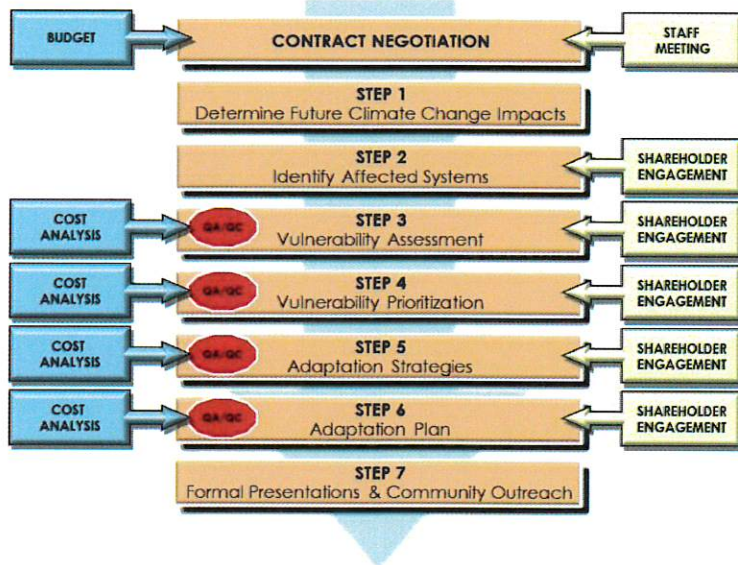 BUDGET
CONTRACT NEGOTIATION
STAFF
MEETING
STEP 1
Determine Future Climate Change Impacts
STEP 2
Identify Affected Systems
SHAREHOLDER
ENGAGEMENT
COST
ANALYSIS
QA/QC
STEP 3
Vulnerability Assessment
SHAREHOLDER
ENGAGEMENT
COST
ANALYSIS
QA/QC
STEP 4
Vulnerability Prioritization
SHAREHOLDER
ENGAGEMENT
COST
ANALYSIS
QA/QC
STEP 5
Adaptation Strategies
SHAREHOLDER
ENGAGEMENT
COST
ANALYSIS
QA/QC
STEP 6
Adaptation Plan
SHAREHOLDER
ENGAGEMENT
STEP 7
Formal Presentations & Community Outreach